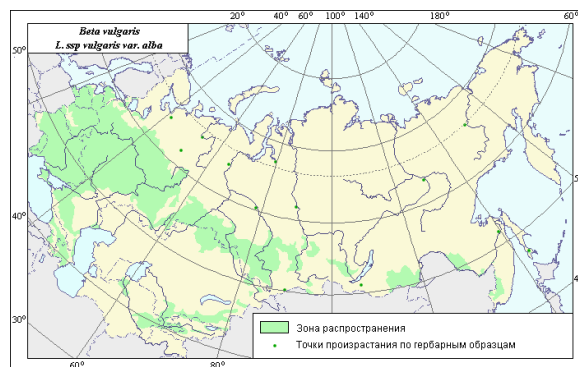 Beta vulgaris
L. ssp vulgaris var. alba
20° 40° 60° 100° 140° 180° 60°
50°
40°
30°
60°
80°
5
4
Зона распространения
Точки произрастания по гербарным образцам